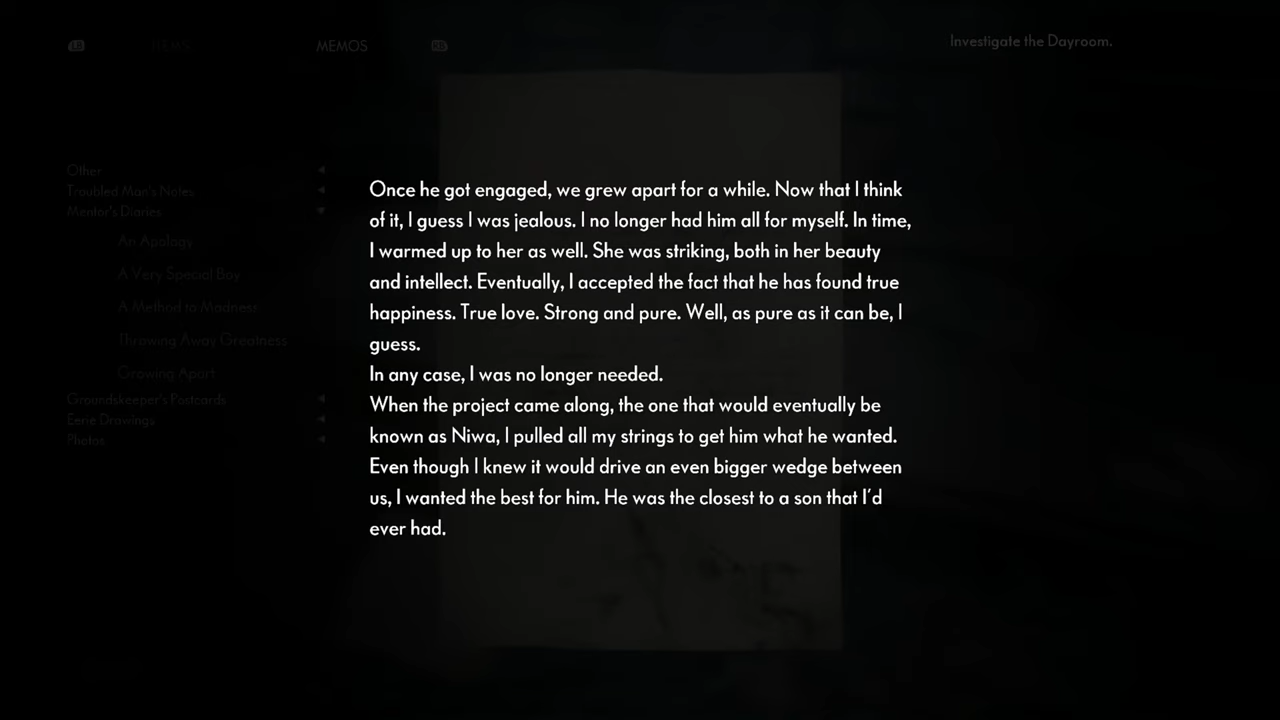 LB ITEMS MEMOS RB Investigate the Dayroom.
Other
Troubled Man's Notes
Mentor's Diaries
An Apology
A Very Special Boy
A Method to Madness
Throwing Away Greatness
Growing Apart
Groundskeeper's Postcards
Eerie Drawings
Photos
Once he got engaged, we grew apart for a while. Now that I think
of it, I guess I was jealous. I no longer had him all for myself. In time,
I warmed up to her as well. She was striking, both in her beauty
and intellect. Eventually, I accepted the fact that he has found true
happiness. True love. Strong and pure. Well, as pure as it can be, I
guess.
In any case, I was no longer needed.
When the project came along, the one that would eventually be
known as Niwa, I pulled all my strings to get him what he wanted.
Even though I knew it would drive an even bigger wedge between
us, I wanted the best for him. He was the closest to a son that I'd
ever had.